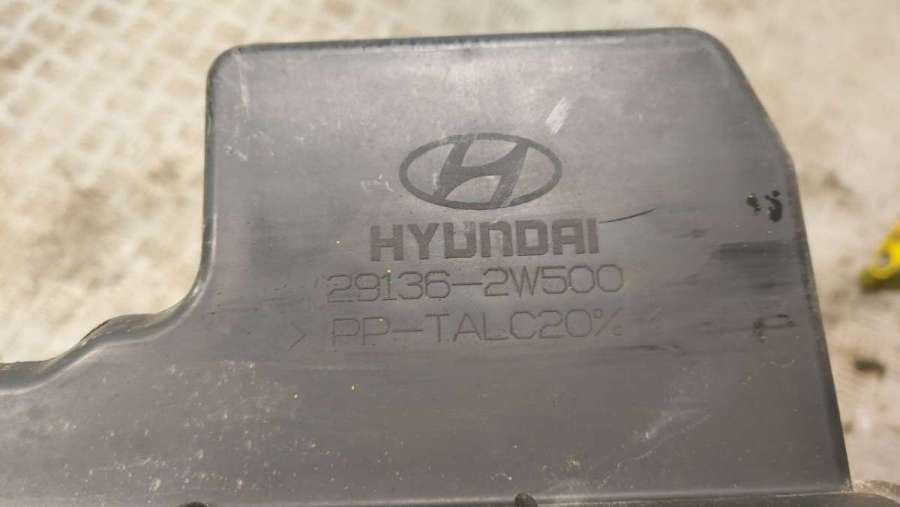 HYUNDAI
29136-2W500
> PP-TALC20%